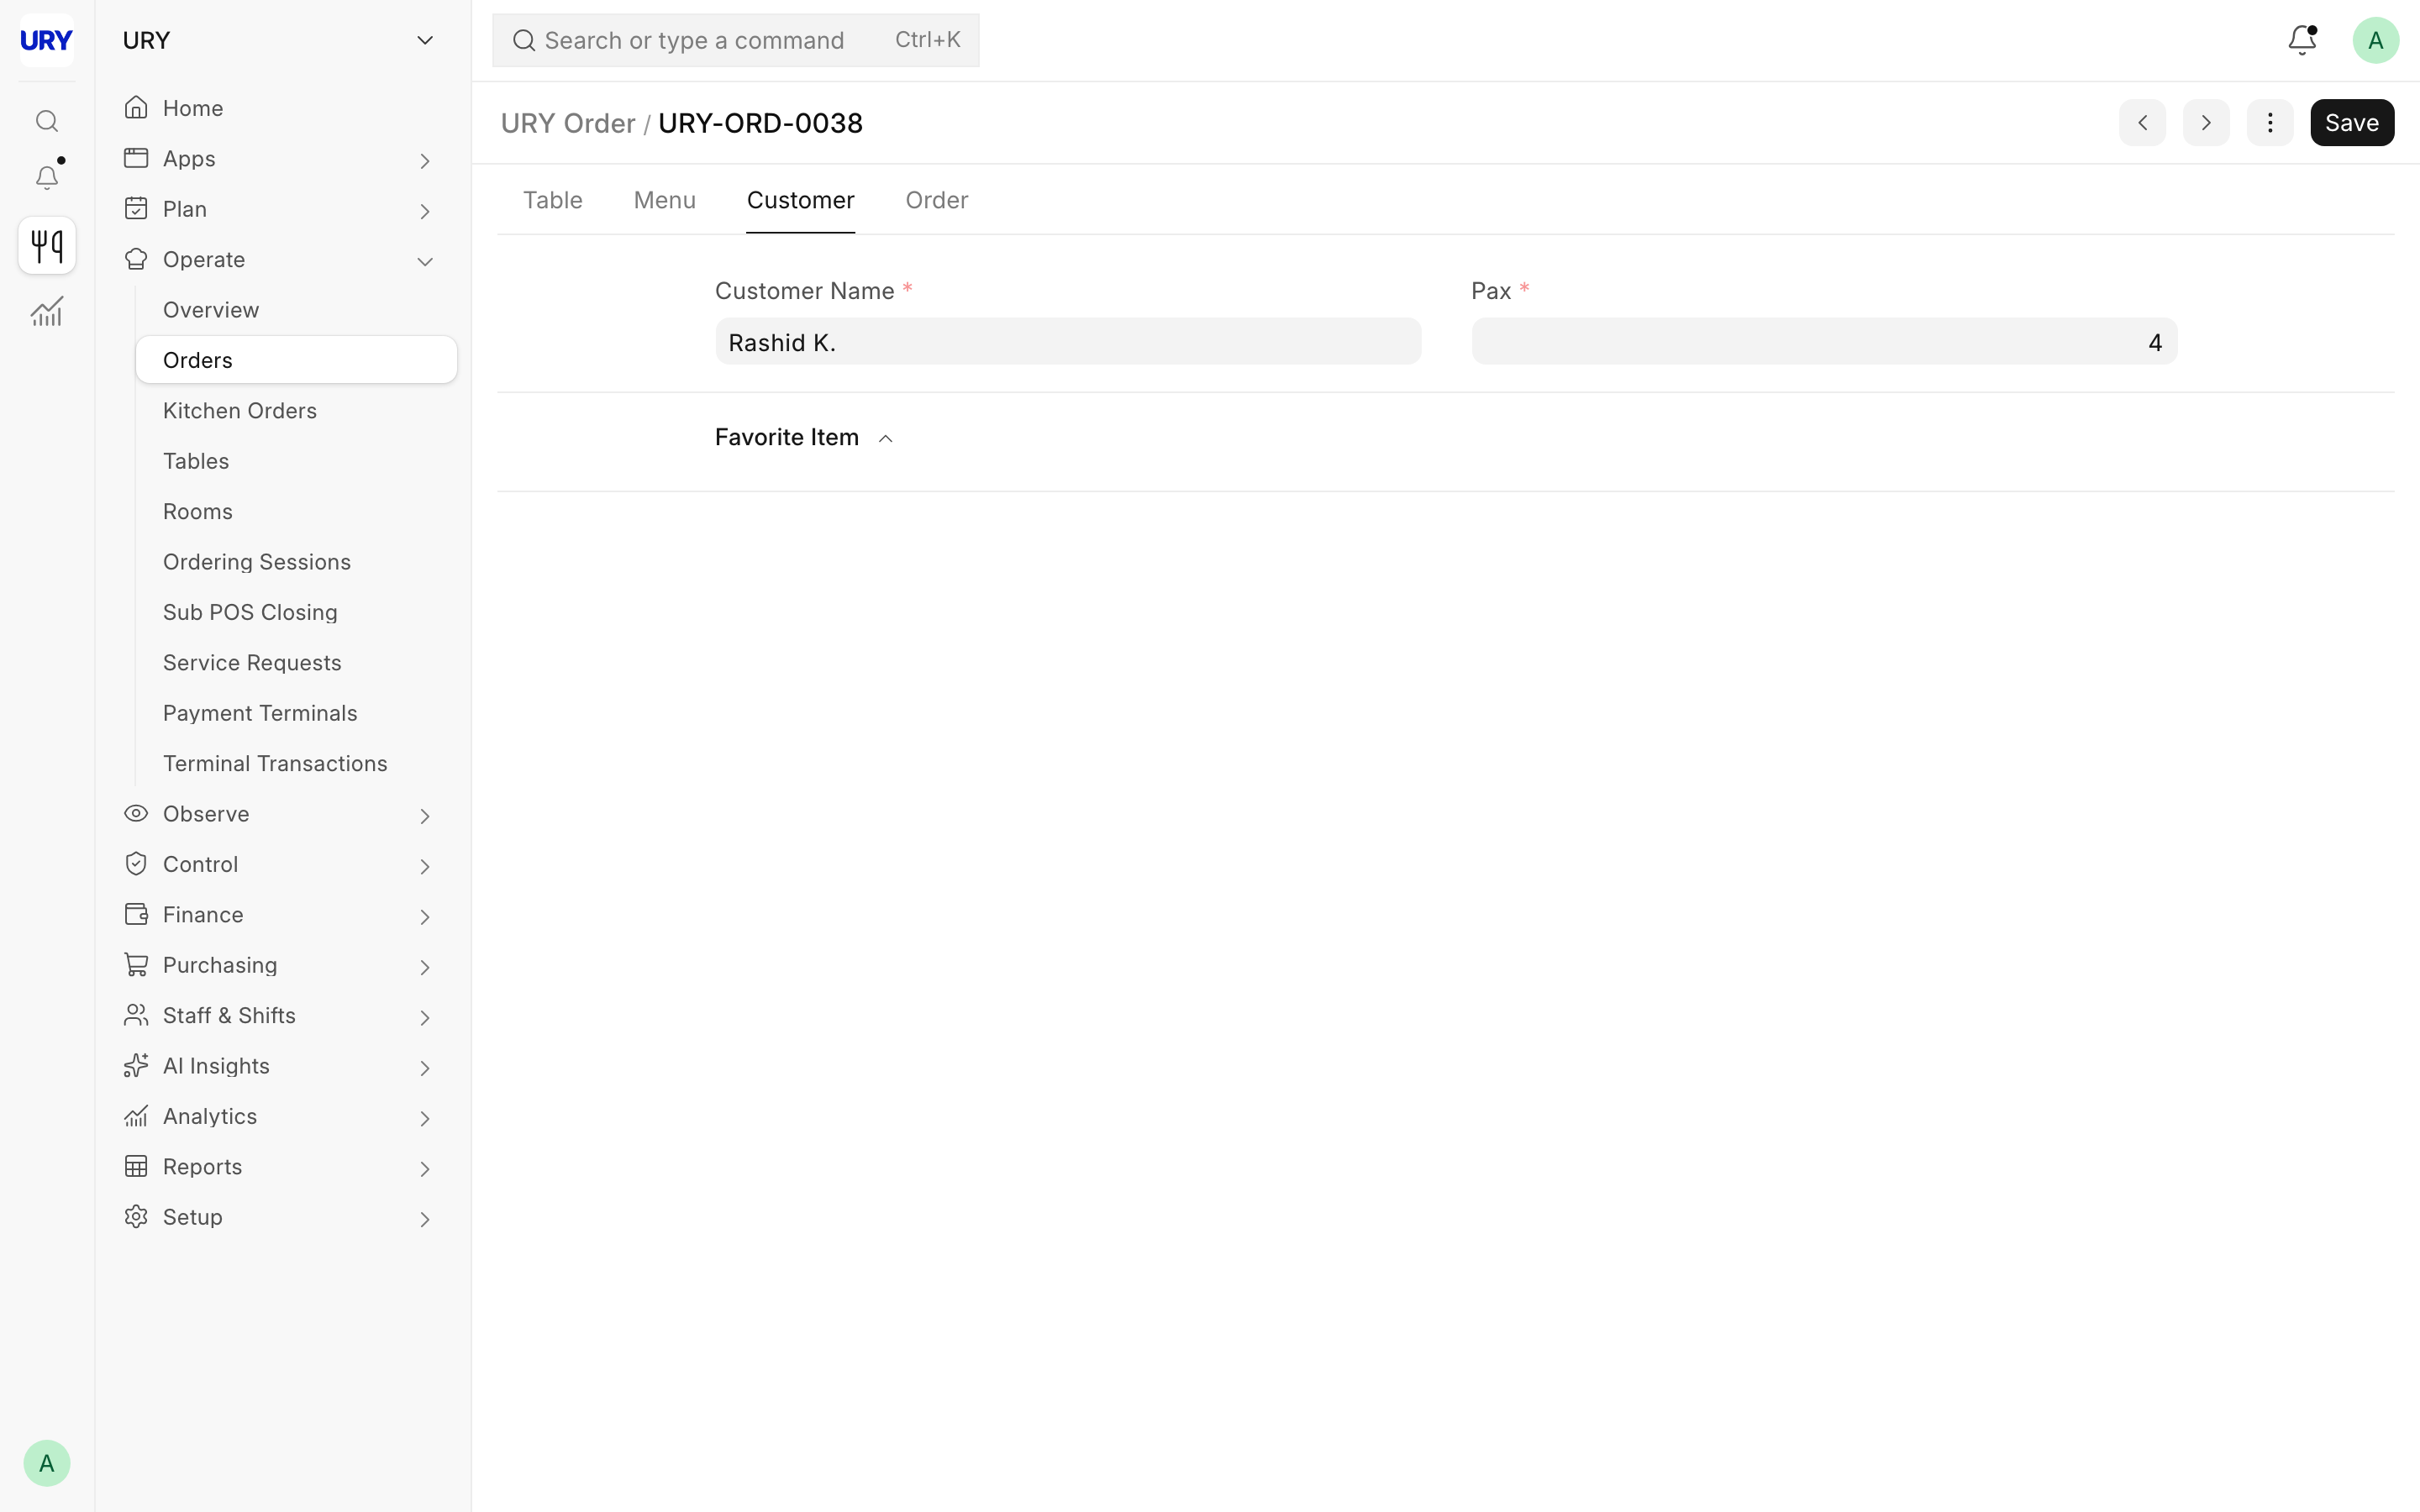 URY
URY
Search or type a command
Ctrl+K
A
Home
Apps
Plan
Operate
Overview
Orders
Kitchen Orders
Tables
Rooms
Ordering Sessions
Sub POS Closing
Service Requests
Payment Terminals
Terminal Transactions
Observe
Control
Finance
Purchasing
Staff & Shifts
AI Insights
Analytics
Reports
Setup
A
URY Order / URY-ORD-0038
Save
Table Menu Customer Order
Customer Name *
Rashid K.
Pax *
4
Favorite Item